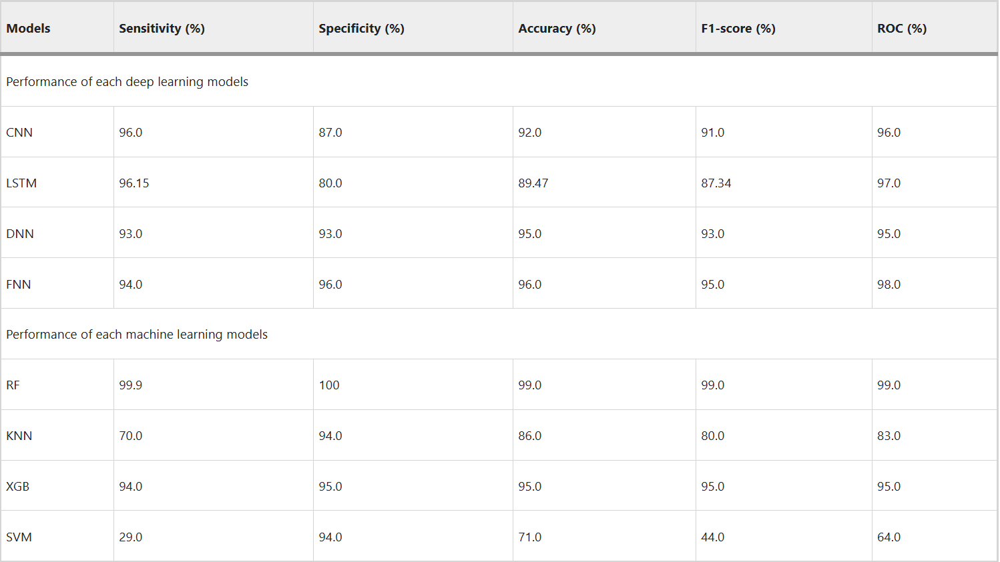 Models Sensitivity (%) Specificity (%) Accuracy (%) F1-score (%) ROC (%)
Performance of each deep learning models
CNN 96.0 87.0 92.0 91.0 96.0
LSTM 96.15 80.0 89.47 87.34 97.0
DNN 93.0 93.0 95.0 93.0 95.0
FNN 94.0 96.0 96.0 95.0 98.0
Performance of each machine learning models
RF 99.9 100 99.0 99.0 99.0
KNN 70.0 94.0 86.0 80.0 83.0
XGB 94.0 95.0 95.0 95.0 95.0
SVM 29.0 94.0 71.0 44.0 64.0